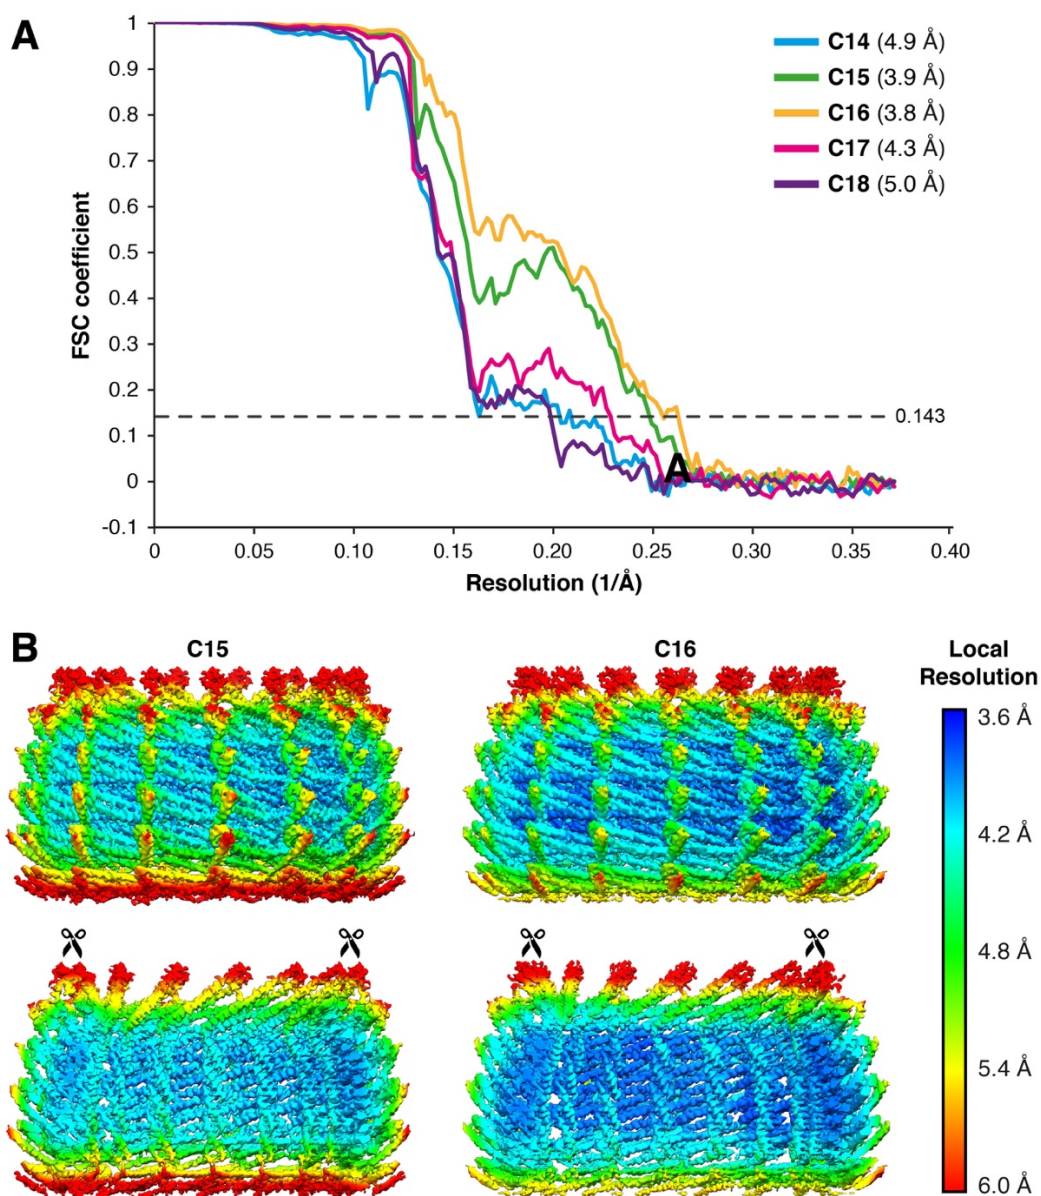 A
1
0.9
0.8
0.7
0.6
0.5
0.4
0.3
0.2
0.1
0
-0.1
FSC coefficient
C14 (4.9 Å)
C15 (3.9 Å)
C16 (3.8 Å)
C17 (4.3 Å)
C18 (5.0 Å)
0.143
A
0 0.05 0.10 0.15 0.20 0.25 0.30 0.35 0.40
Resolution (1/Å)
B
C15
C16
Local
Resolution
3.6 Å
4.2 Å
4.8 Å
5.4 Å
6.0 Å